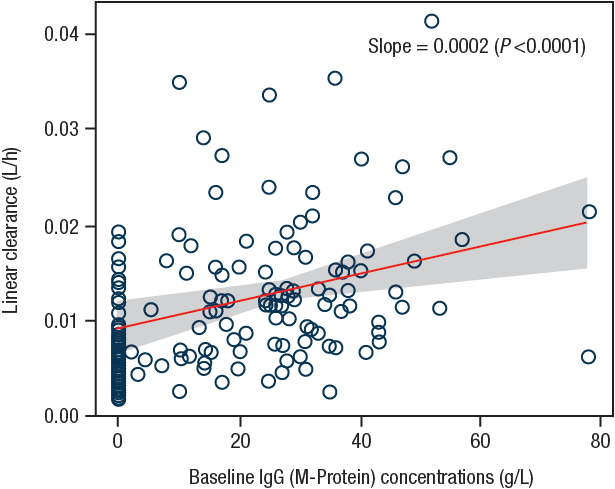 0.04
Slope = 0.0002 (P <0.0001)
0.03
Linear clearance (L/h)
0.02
0.01
0.00
0 20 40 60 80
Baseline IgG (M-Protein) concentrations (g/L)